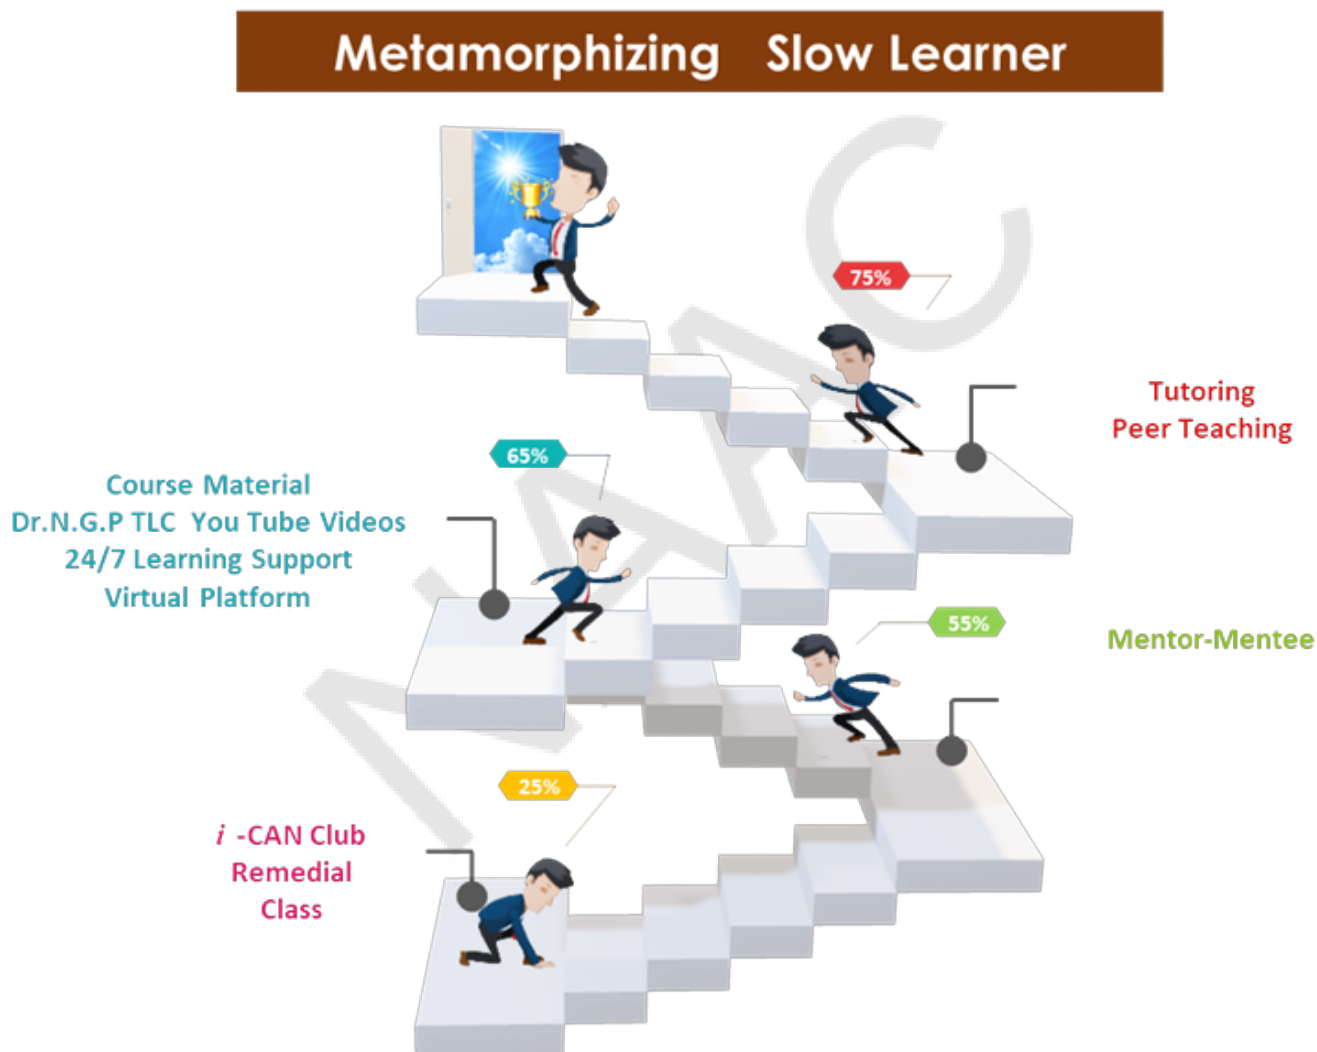 Metamorphizing Slow Learner
75%
Tutoring
Peer Teaching
65%
Course Material
Dr.N.G.P TLC You Tube Videos
24/7 Learning Support
Virtual Platform
55%
Mentor-Mentee
25%
i -CAN Club
Remedial
Class
NAAC